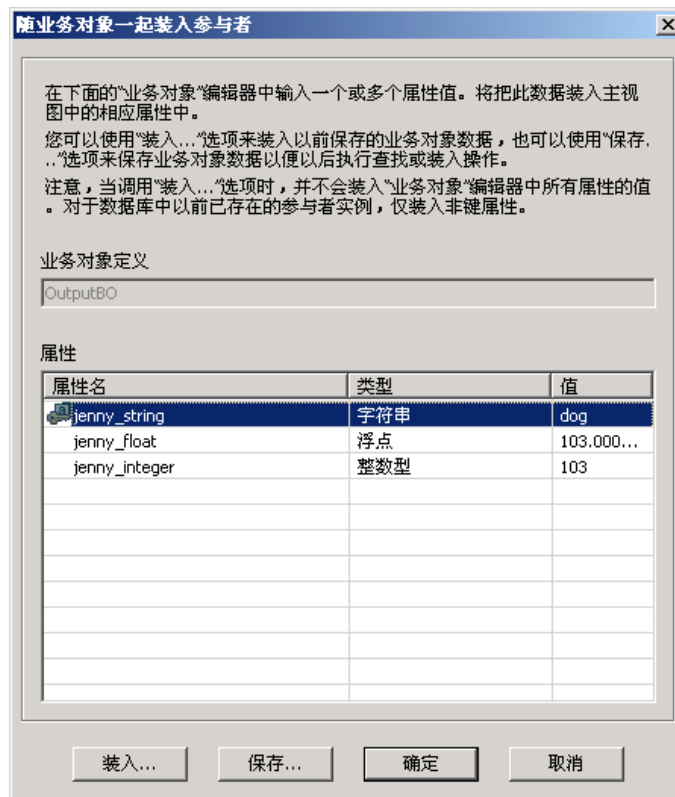 随业务对象一起装入参与者
在下面的“业务对象”编辑器中输入一个或多个属性值。将把此数据装入主视
图中的相应属性中。
您可以使用“装入...”选项来装入以前保存的业务对象数据，也可以使用“保存.
..”选项来保存业务对象数据以便以后执行查找或装入操作。
注意，当调用“装入...”选项时，并不会装入“业务对象”编辑器中所有属性的值
。对于数据库中以前已存在的参与者实例，仅装入非键属性。
业务对象定义
OutputBO
属性
属性名 类型 值
jenny_string 字符串 dog
jenny_float 浮点 103.000...
jenny_integer 整数型 103
装入... 保存... 确定 取消